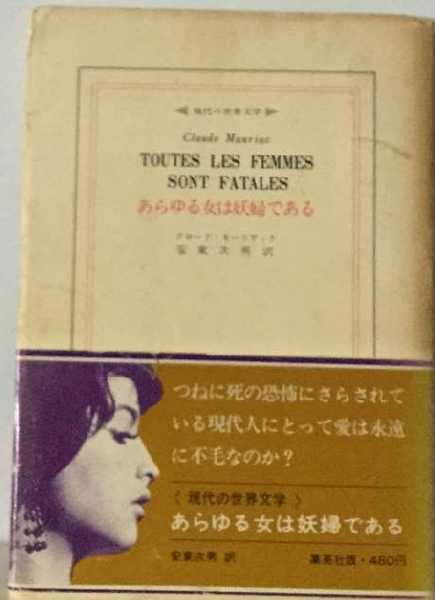 現代の世界文学
Claude Mauriac
TOUTES LES FEMMES
SONT FATALES
あらゆる女は妖婦である
クロード・モーリアック
安東次男訳
つねに死の恐怖にさらされて
いる現代人にとって愛は永遠
に不毛なのか？
〈 現代の世界文学 〉
あらゆる女は妖婦である
安東次男 訳
集英社版・480円